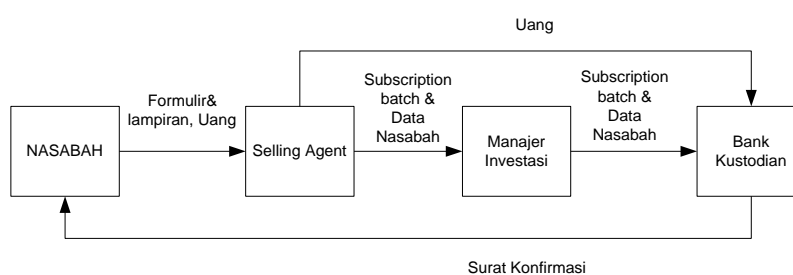 Uang
Formulir&
lampiran, Uang
Subscription
batch &
Data
Nasabah
Subscription
batch &
Data
Nasabah
NASABAH
Selling Agent
Manajer
Investasi
Bank
Kustodian
Surat Konfirmasi